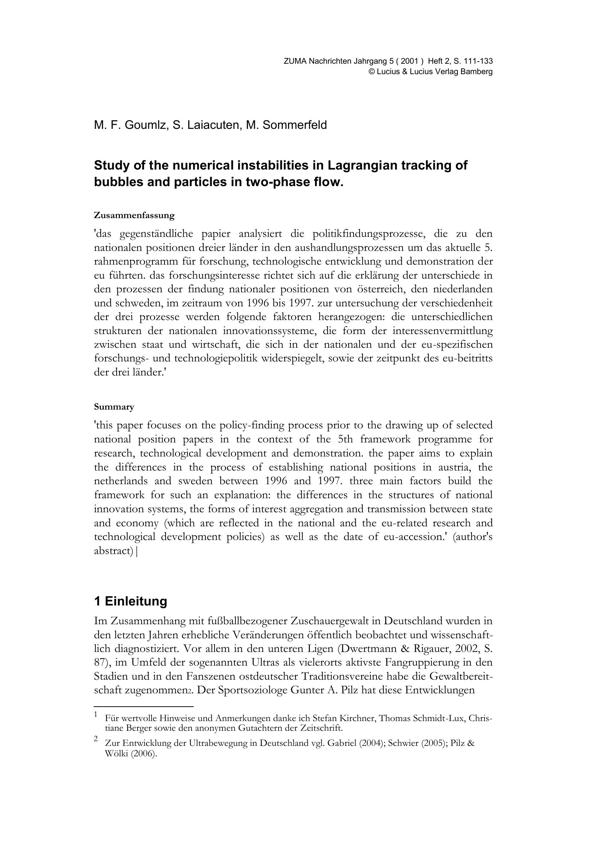 ZUMA Nachrichten Jahrgang 5 ( 2001 )  Heft 2, S. 111-133
© Lucius & Lucius Verlag Bamberg
M. F. Goumlz, S. Laiacuten, M. Sommerfeld
Study of the numerical instabilities in Lagrangian tracking of
bubbles and particles in two-phase flow.
Zusammenfassung
'das gegenständliche papier analysiert die politikfindungsprozesse, die zu den
nationalen positionen dreier länder in den aushandlungsprozessen um das aktuelle 5.
rahmenprogramm für forschung, technologische entwicklung und demonstration der
eu führten. das forschungsinteresse richtet sich auf die erklärung der unterschiede in
den prozessen der findung nationaler positionen von österreich, den niederlanden
und schweden, im zeitraum von 1996 bis 1997. zur untersuchung der verschiedenheit
der drei prozesse werden folgende faktoren herangezogen: die unterschiedlichen
strukturen der nationalen innovationssysteme, die form der interessenvermittlung
zwischen staat und wirtschaft, die sich in der nationalen und der eu-spezifischen
forschungs- und technologiepolitik widerspiegelt, sowie der zeitpunkt des eu-beitritts
der drei länder.'
Summary
'this paper focuses on the policy-finding process prior to the drawing up of selected
national position papers in the context of the 5th framework programme for
research, technological development and demonstration. the paper aims to explain
the differences in the process of establishing national positions in austria, the
netherlands and sweden between 1996 and 1997. three main factors build the
framework for such an explanation: the differences in the structures of national
innovation systems, the forms of interest aggregation and transmission between state
and economy (which are reflected in the national and the eu-related research and
technological development policies) as well as the date of eu-accession.' (author's
abstract)|
1 Einleitung
Im Zusammenhang mit fußballbezogener Zuschauergewalt in Deutschland wurden in
den letzten Jahren erhebliche Veränderungen öffentlich beobachtet und wissenschaft-
lich diagnostiziert. Vor allem in den unteren Ligen (Dwertmann & Rigauer, 2002, S.
87), im Umfeld der sogenannten Ultras als vielerorts aktivste Fangruppierung in den
Stadien und in den Fanszenen ostdeutscher Traditionsvereine habe die Gewaltbereit-
schaft zugenommen2. Der Sportsoziologe Gunter A. Pilz hat diese Entwicklungen
1 Für wertvolle Hinweise und Anmerkungen danke ich Stefan Kirchner, Thomas Schmidt-Lux, Chris-
tiane Berger sowie den anonymen Gutachtern der Zeitschrift.
2 Zur Entwicklung der Ultrabewegung in Deutschland vgl. Gabriel (2004); Schwier (2005); Pilz &
Wölki (2006).